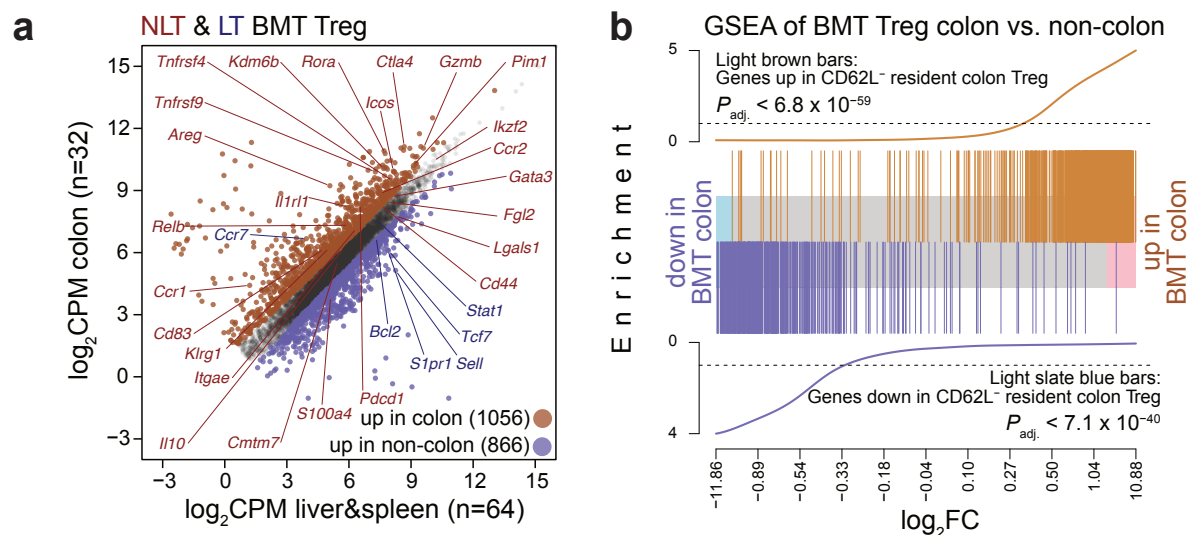 a
NLT & LT BMT Treg
Tnfrsf4 Kdm6b Rora Ctla4 Gzmb Pim1
Tnfrsf9 Icos
Areg Ikzf2
Ccr2
Gata3
Il1rl1
Fgl2
Relb
Ccr7
Lgals1
Ccr1 Cd44
Stat1
Cd83 Bcl2 Tcf7
Klrg1
S1pr1 Sell
Itgae
Pdcd1
S100a4
up in colon (1056)
Il10 Cmtm7
up in non-colon (866)
15
12
9
6
3
0
−3
log2CPM colon (n=32)
−3 0 3 6 9 12 15
log2CPM liver&spleen (n=64)
b
GSEA of BMT Treg colon vs. non-colon
5
0
Light brown bars:
Genes up in CD62L⁻ resident colon Treg
Padj. < 6.8 x 10⁻⁵⁹
Enrichment
down in
BMT colon
up in
BMT colon
0
4
Light slate blue bars:
Genes down in CD62L⁻ resident colon Treg
Padj. < 7.1 x 10⁻⁴⁰
−11.86 −0.89 −0.54 −0.33 −0.18 −0.04 0.10 0.27 0.50 1.04 10.88
log2FC